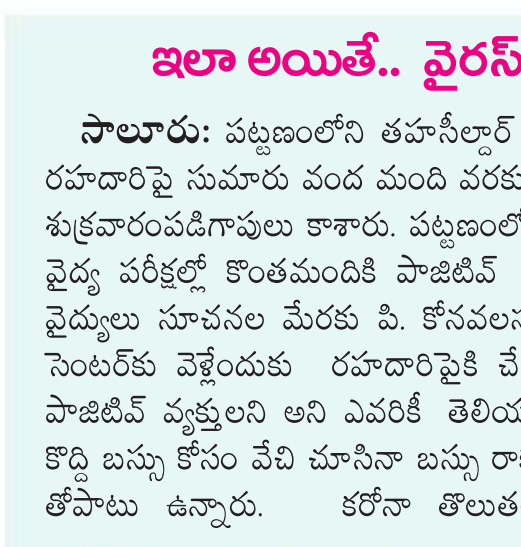 ఇలా అయితే.. వైరస్
సాలూరు: పట్టణంలోని తహసీల్దార్
రహదారిపై సుమారు వంద మంది వరకు
శుక్రవారంపడిగాపులు కాశారు. పట్టణంలో
వైద్య పరీక్షల్లో కొంతమందికి పాజిటివ్
వైద్యులు సూచనల మేరకు పి. కోనవలస
సెంటర్‌కు వెళ్లేందుకు రహదారిపైకి చే
పాజిటివ్ వ్యక్తులని అని ఎవరికీ తెలియ
కొద్ది బస్సు కోసం వేచి చూసినా బస్సు
తోపాటు ఉన్నారు. కరోనా తొలుత